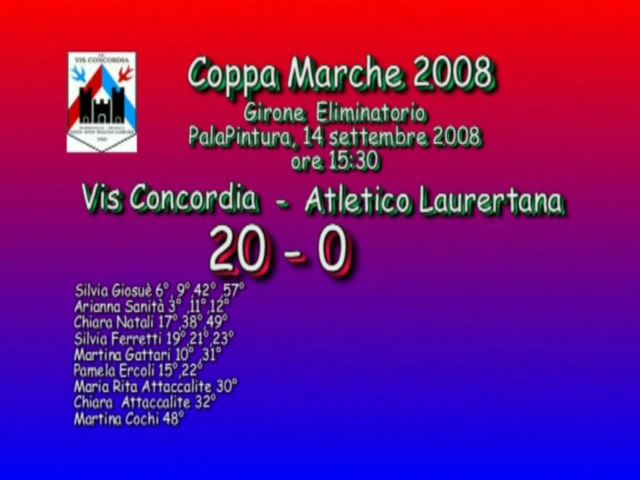 VIS CONCORDIA
Coppa Marche 2008
Girone Eliminatorio
PalaPintura, 14 settembre 2008
ore 15:30
Vis Concordia - Atletico Laurertana
20 - 0
Silvia Giosuè 6°, 9°,42° ,57°
Arianna Sanità 3° ,11°,12°
Chiara Natali 17°,38°,49°
Silvia Ferretti 19°,21°,23°
Martina Gattari 10° ,31°
Pamela Ercoli 15°,22°
Maria Rita Attaccalite 30°
Chiara Attaccalite 32°
Martina Cochi 48°